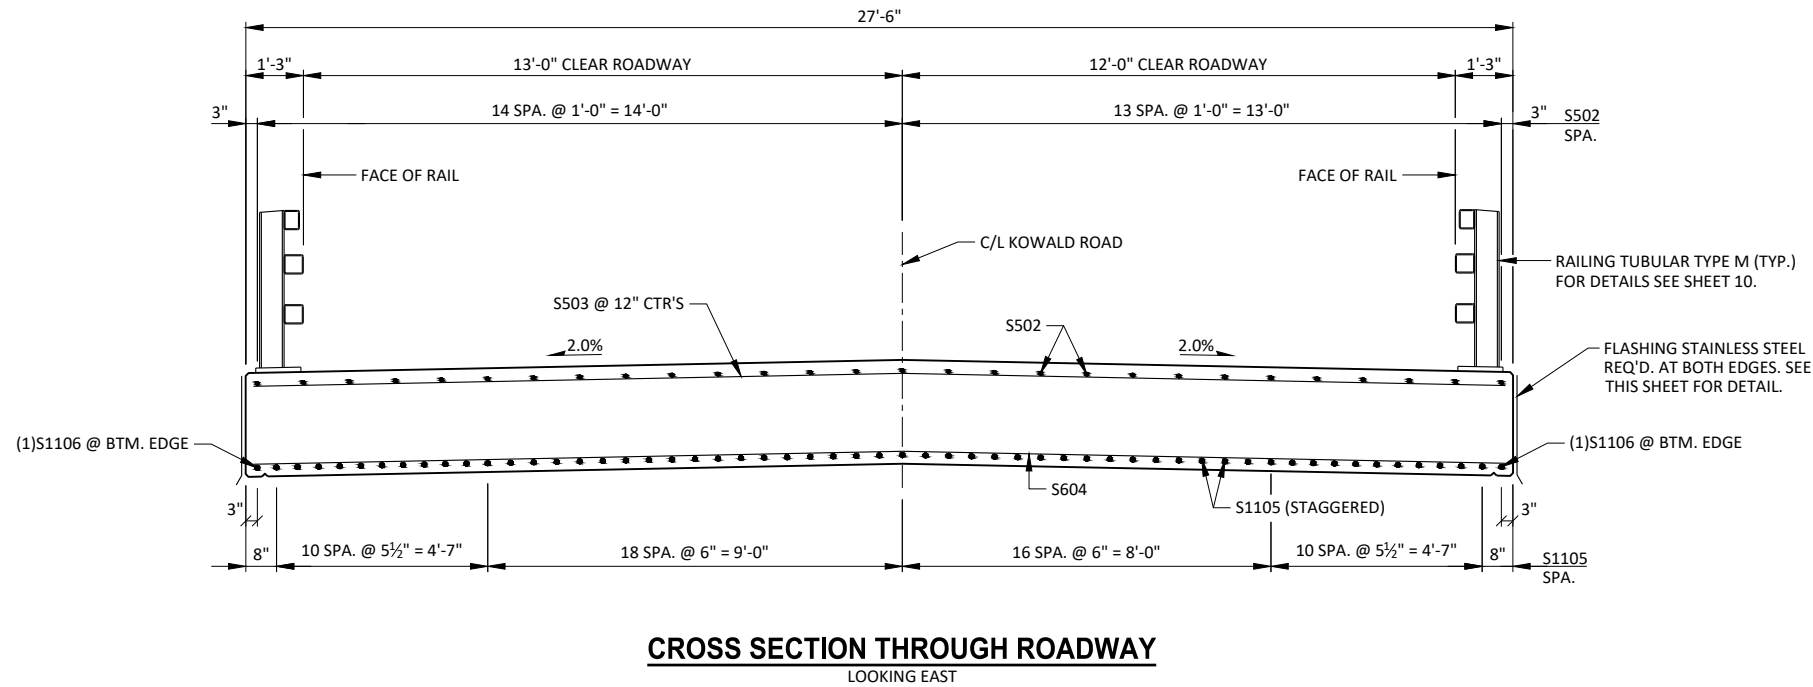 27'-6"
1'-3"
13'-0" CLEAR ROADWAY
12'-0" CLEAR ROADWAY
1'-3"
3"
14 SPA. @ 1'-0" = 14'-0"
13 SPA. @ 1'-0" = 13'-0"
3"
S502
SPA.
FACE OF RAIL
FACE OF RAIL
C/L KOWALD ROAD
RAILING TUBULAR TYPE M (TYP.)
FOR DETAILS SEE SHEET 10.
S503 @ 12" CTR'S
S502
2.0%
2.0%
FLASHING STAINLESS STEEL
REQ'D. AT BOTH EDGES. SEE
THIS SHEET FOR DETAIL.
(1)S1106 @ BTM. EDGE
(1)S1106 @ BTM. EDGE
S604
S1105 (STAGGERED)
3"
3"
8"
10 SPA. @ 5½" = 4'-7"
18 SPA. @ 6" = 9'-0"
16 SPA. @ 6" = 8'-0"
10 SPA. @ 5½" = 4'-7"
8"
S1105
SPA.
CROSS SECTION THROUGH ROADWAY
LOOKING EAST